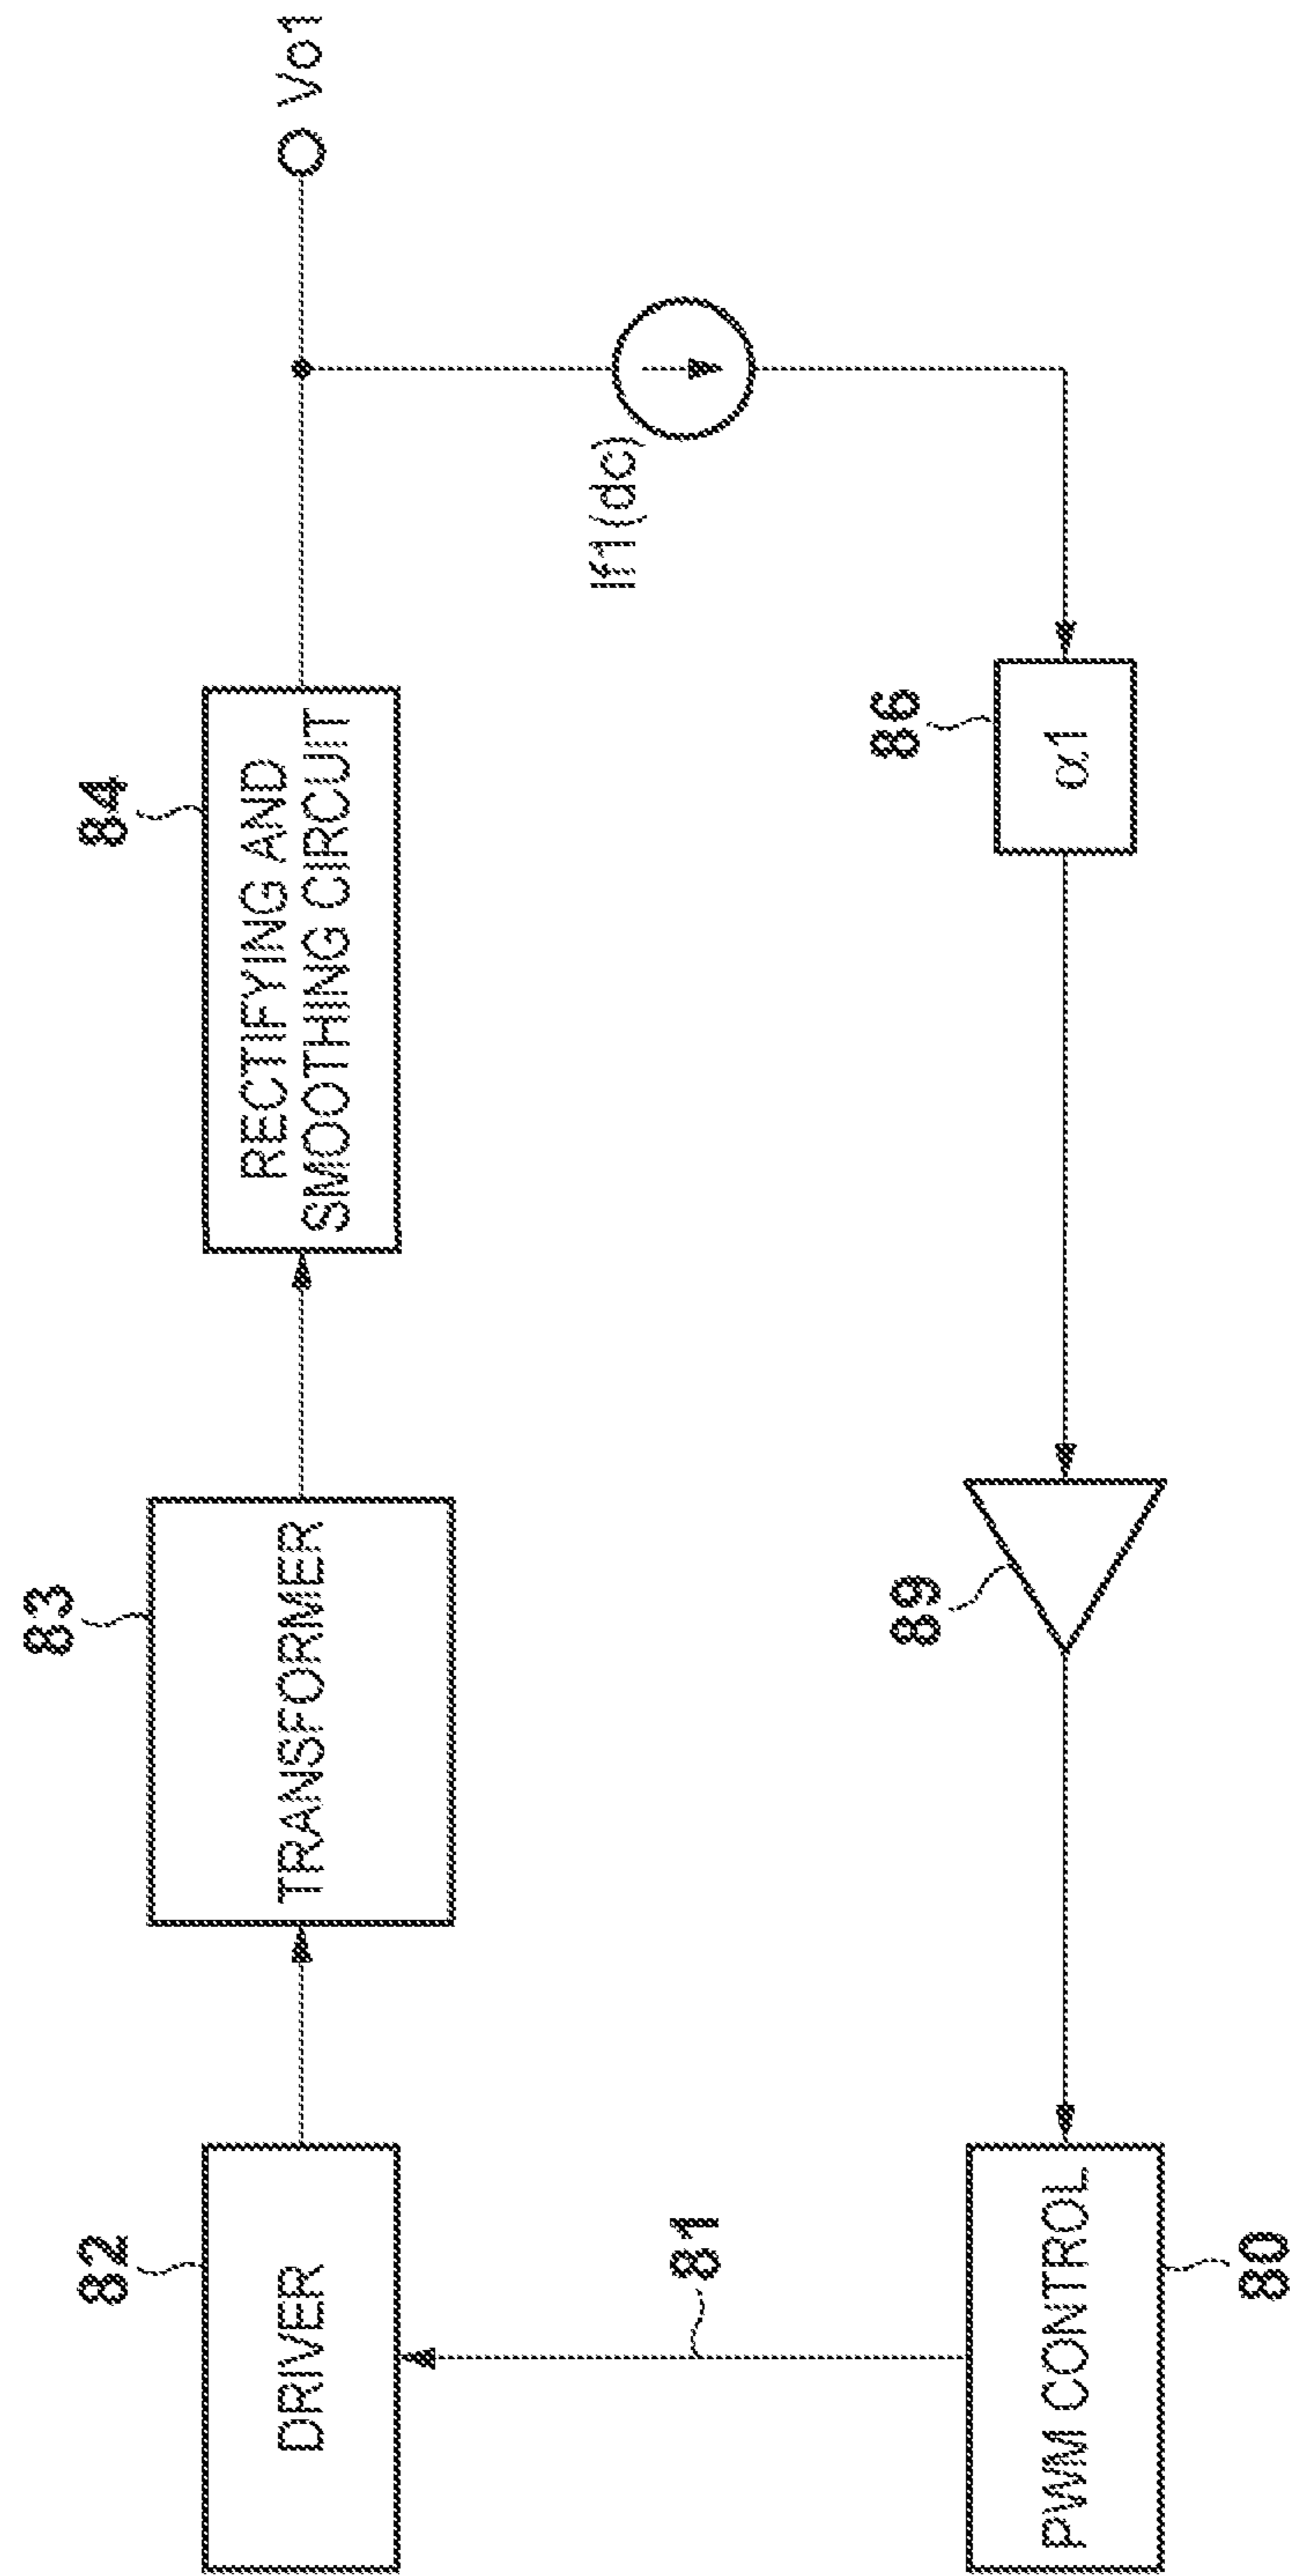 82
DRIVER
83
TRANSFORMER
84
RECTIFYING AND
SMOOTHING CIRCUIT
Vo1
If1(dc)
81
89
86
α1
PWM CONTROL
80